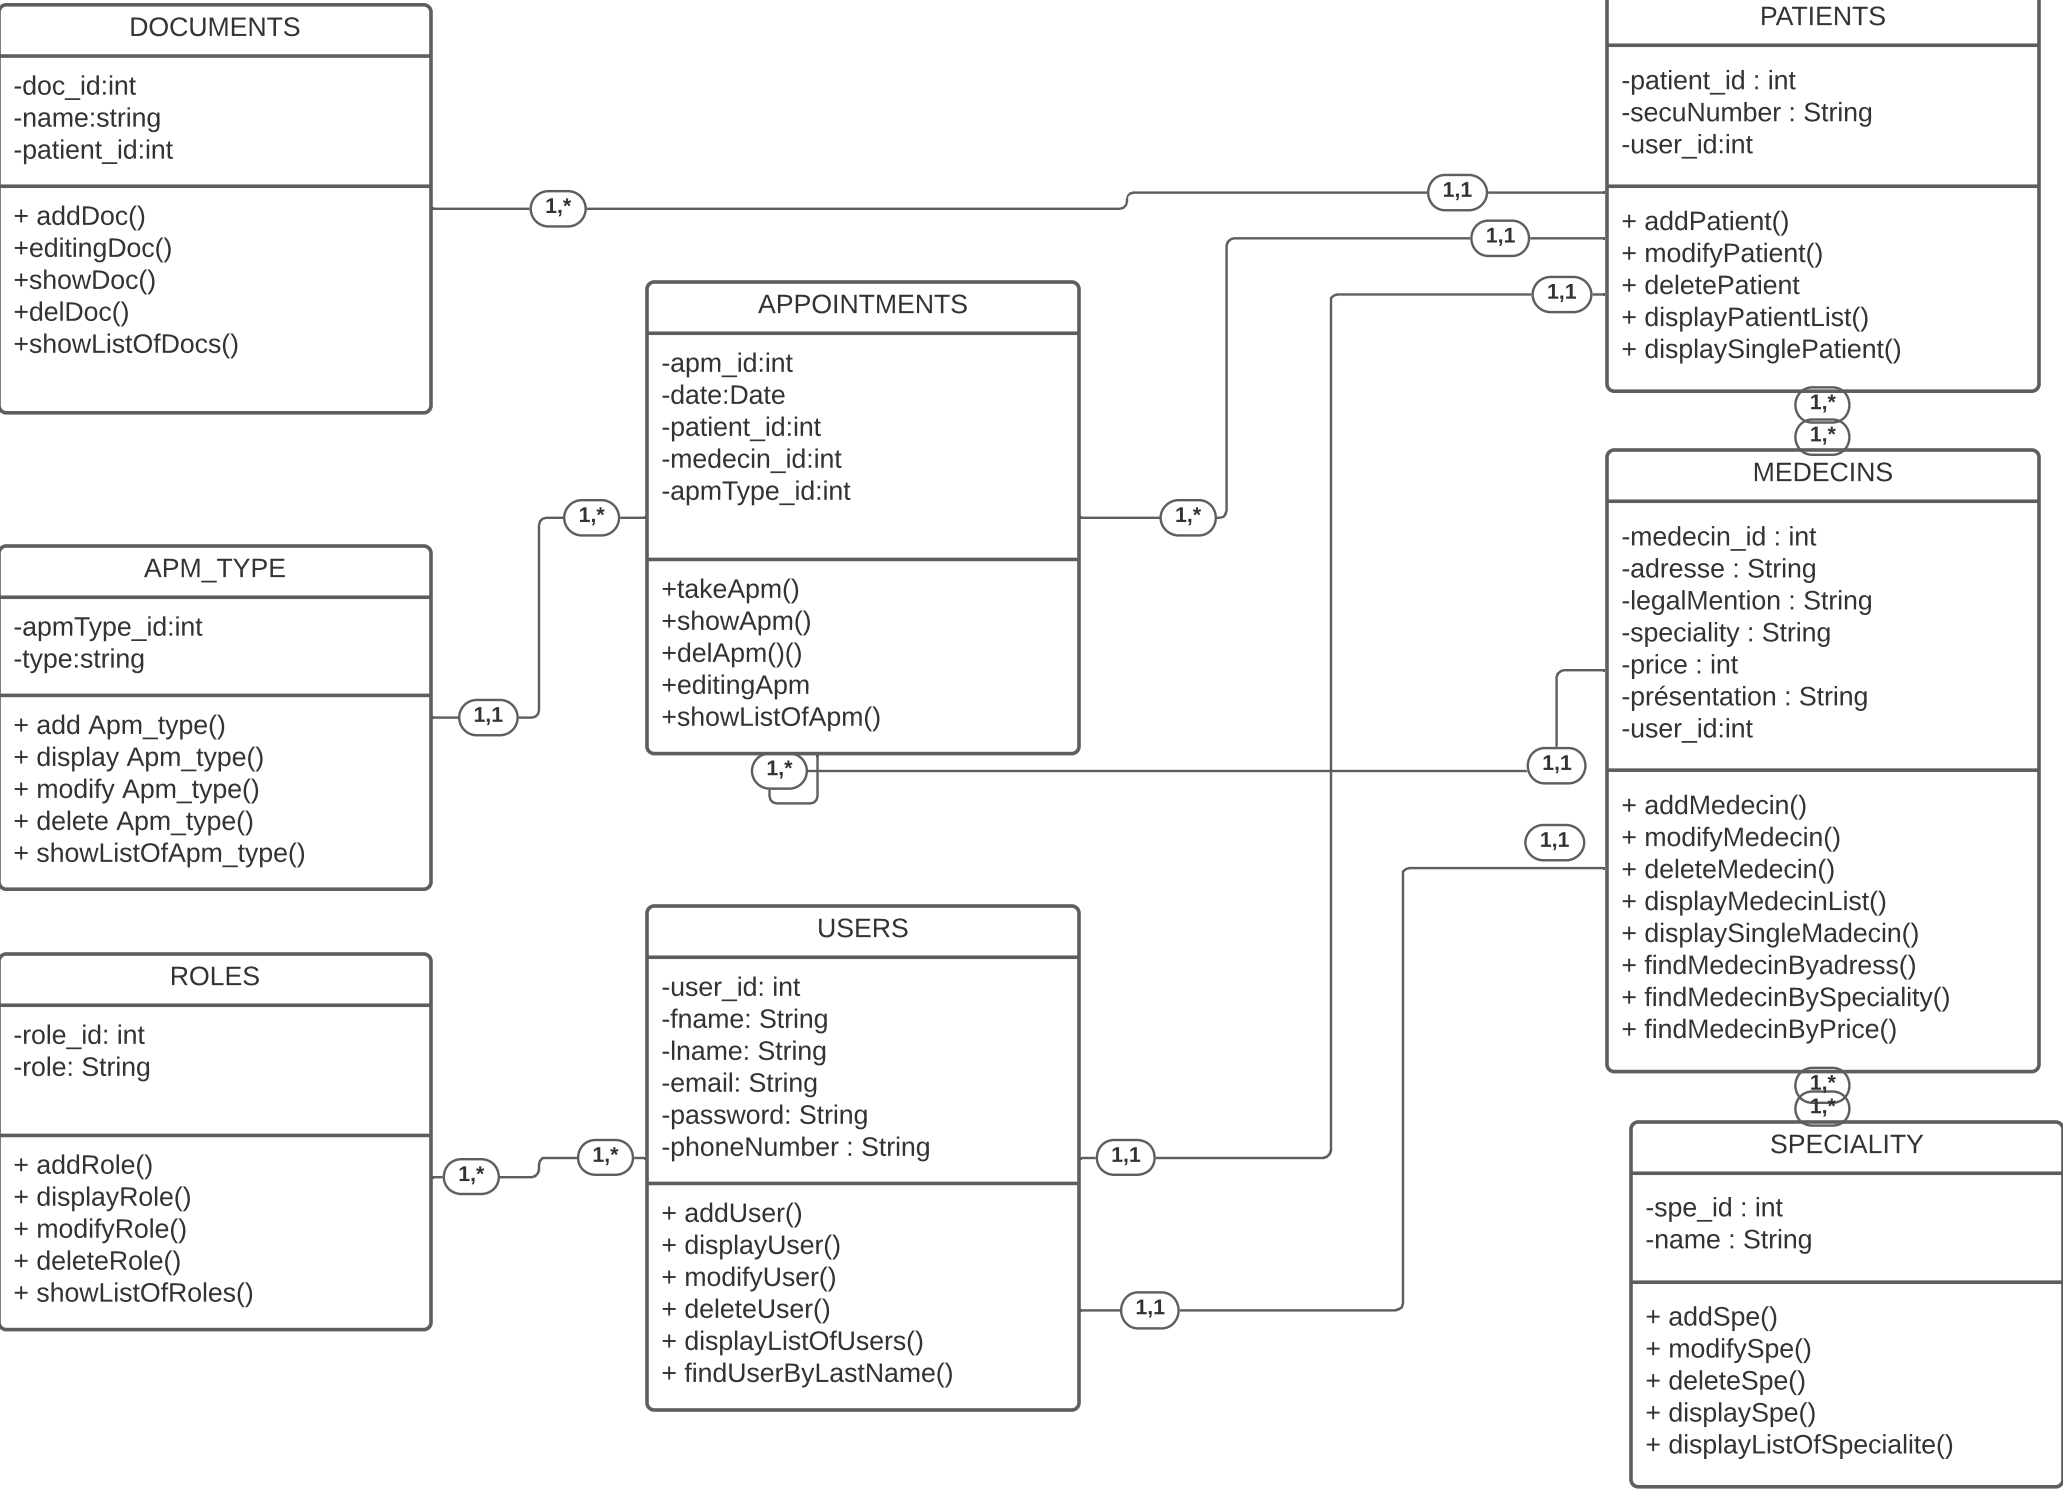 DOCUMENTS
-doc_id:int
-name:string
-patient_id:int
+ addDoc()
+editingDoc()
+showDoc()
+delDoc()
+showListOfDocs()
1,*
1,1
PATIENTS
-patient_id : int
-secuNumber : String
-user_id:int
+ addPatient()
+ modifyPatient()
+ deletePatient
+ displayPatientList()
+ displaySinglePatient()
1,1
1,1
1,*
1,*
APPOINTMENTS
-apm_id:int
-date:Date
-patient_id:int
-medecin_id:int
-apmType_id:int
+takeApm()
+showApm()
+delApm()()
+editingApm
+showListOfApm()
1,*
1,*
1,*
1,1
MEDECINS
-medecin_id : int
-adresse : String
-legalMention : String
-speciality : String
-price : int
-présentation : String
-user_id:int
+ addMedecin()
+ modifyMedecin()
+ deleteMedecin()
+ displayMedecinList()
+ displaySingleMadecin()
+ findMedecinByadress()
+ findMedecinBySpeciality()
+ findMedecinByPrice()
1,1
1,*
1,*
APM_TYPE
-apmType_id:int
-type:string
+ add Apm_type()
+ display Apm_type()
+ modify Apm_type()
+ delete Apm_type()
+ showListOfApm_type()
1,1
ROLES
-role_id: int
-role: String
+ addRole()
+ displayRole()
+ modifyRole()
+ deleteRole()
+ showListOfRoles()
1,*
1,*
USERS
-user_id: int
-fname: String
-lname: String
-email: String
-password: String
-phoneNumber : String
+ addUser()
+ displayUser()
+ modifyUser()
+ deleteUser()
+ displayListOfUsers()
+ findUserByLastName()
1,1
1,1
SPECIALITY
-spe_id : int
-name : String
+ addSpe()
+ modifySpe()
+ deleteSpe()
+ displaySpe()
+ displayListOfSpecialite()